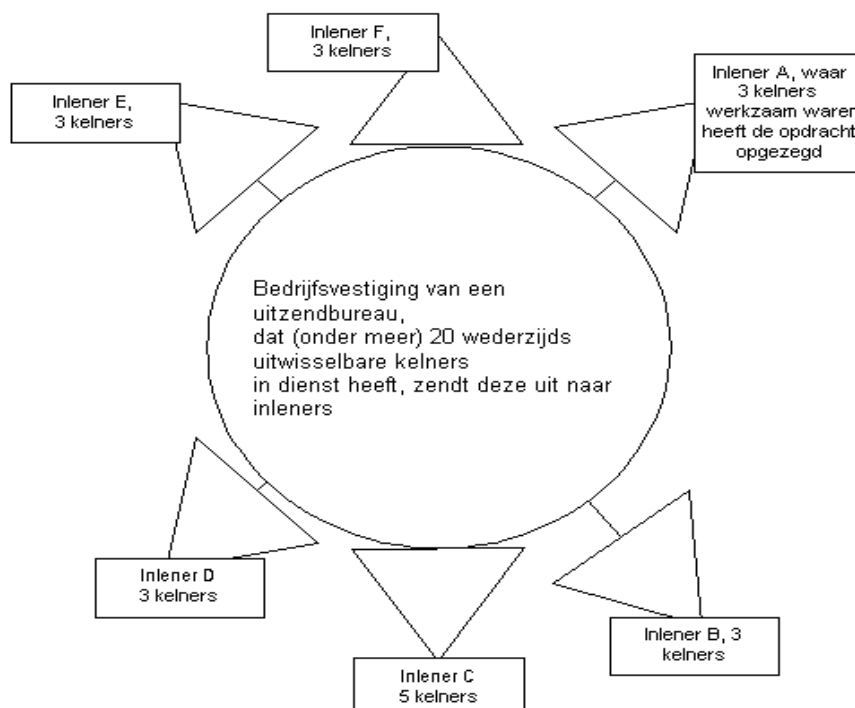 Inlener F,
3 kelners
Inlener A, waar
3 kelners
werkzaam waren
heeft de opdracht
opgezegd
Inlener E,
3 kelners
Bedrijfsvestiging van een
uitzendbureau,
dat (onder meer) 20 wederzijds
uitwisselbare kelners
in dienst heeft, zendt deze uit naar
inleners
Inlener D
3 kelners
Inlener B, 3
kelners
Inlener C
5 kelners